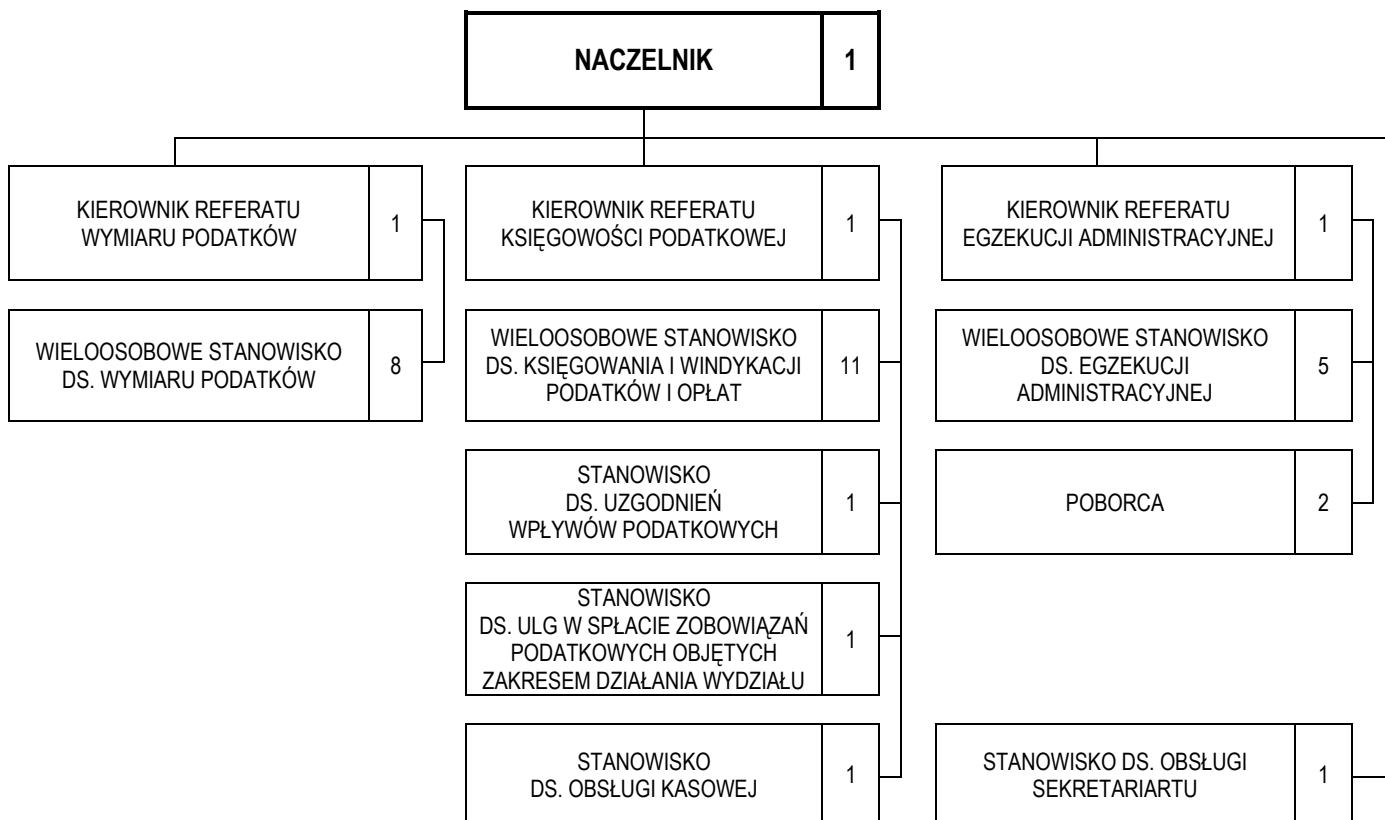 NACZELNIK 1
KIEROWNIK REFERATU
WYMIARU PODATKÓW
1
KIEROWNIK REFERATU
KSIĘGOWOŚCI PODATKOWEJ
1
KIEROWNIK REFERATU
EGZEKUCJI ADMINISTRACYJNEJ
1
WIELOOSOBOWE STANOWISKO
DS. WYMIARU PODATKÓW
8
WIELOOSOBOWE STANOWISKO
DS. KSIĘGOWANIA I WINDYKACJI
PODATKÓW I OPŁAT
11
WIELOOSOBOWE STANOWISKO
DS. EGZEKUCJI
ADMINISTRACYJNEJ
5
STANOWISKO
DS. UZGODNIEŃ
WPŁYWÓW PODATKOWYCH
1
POBORCA 2
STANOWISKO
DS. ULG W SPŁACIE ZOBOWIĄZAŃ
PODATKOWYCH OBJĘTYCH
ZAKRESEM DZIAŁANIA WYDZIAŁU
1
STANOWISKO
DS. OBSŁUGI KASOWEJ
1
STANOWISKO DS. OBSŁUGI
SEKRETARIARTU
1